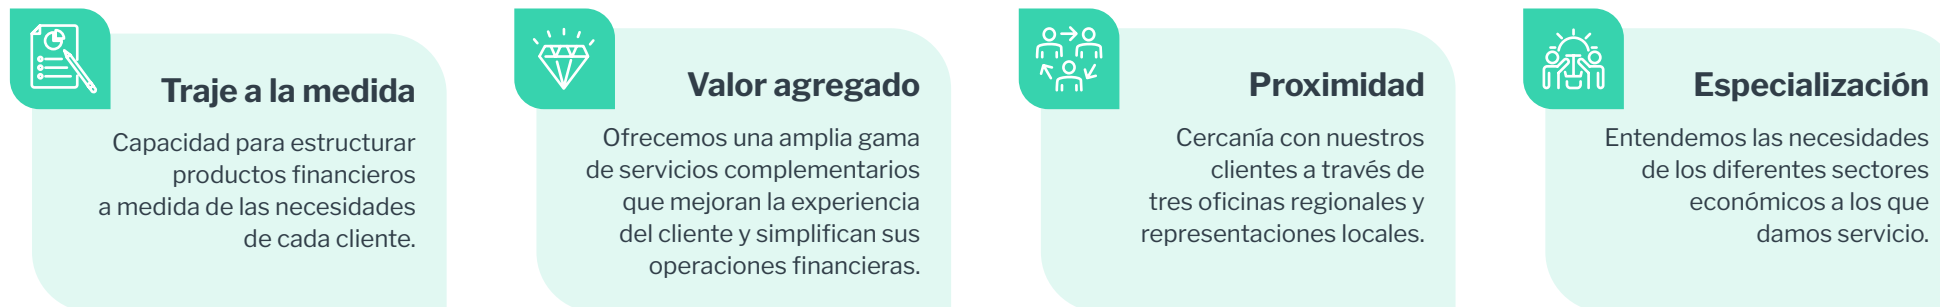 Traje a la medida
Capacidad para estructurar
productos financieros
a medida de las necesidades
de cada cliente.
Valor agregado
Ofrecemos una amplia gama
de servicios complementarios
que mejoran la experiencia
del cliente y simplifican sus
operaciones financieras.
Proximidad
Cercanía con nuestros
clientes a través de
tres oficinas regionales y
representaciones locales.
Especialización
Entendemos las necesidades
de los diferentes sectores
económicos a los que
damos servicio.